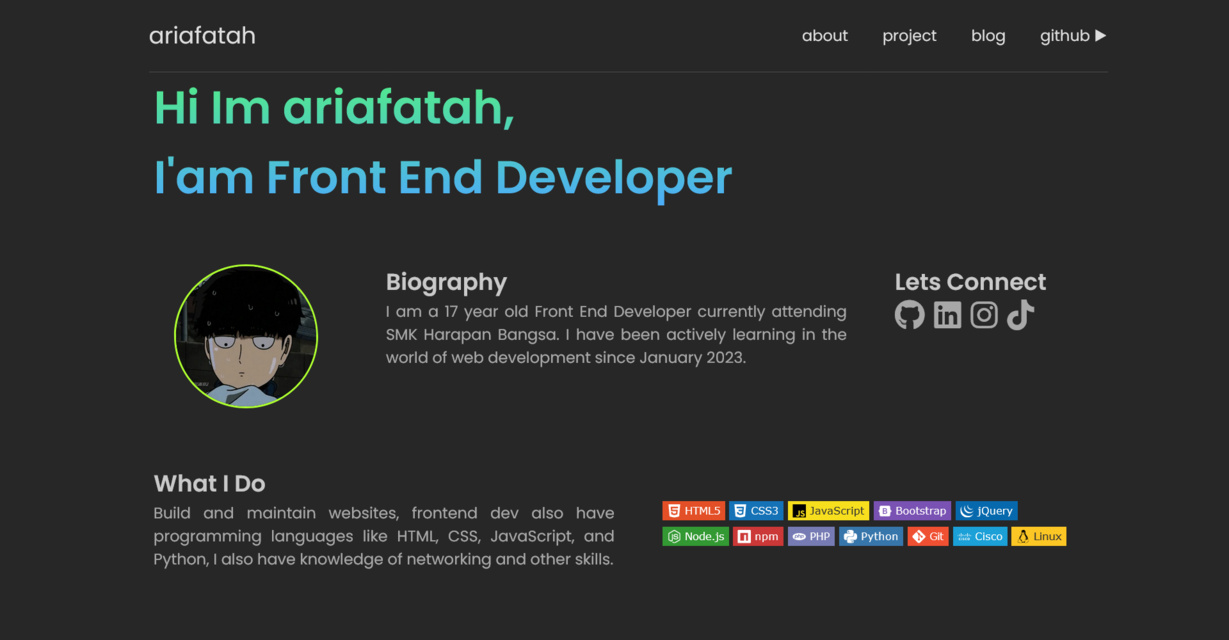 ariafatah
about project blog github ▶
Hi Im ariafatah,
I'am Front End Developer
Biography
I am a 17 year old Front End Developer currently attending
SMK Harapan Bangsa. I have been actively learning in the
world of web development since January 2023.
Lets Connect
What I Do
Build and maintain websites, frontend dev also have
programming languages like HTML, CSS, JavaScript, and
Python, I also have knowledge of networking and other skills.
HTML5 CSS3 JavaScript Bootstrap jQuery
Node.js npm PHP Python Git Cisco Linux